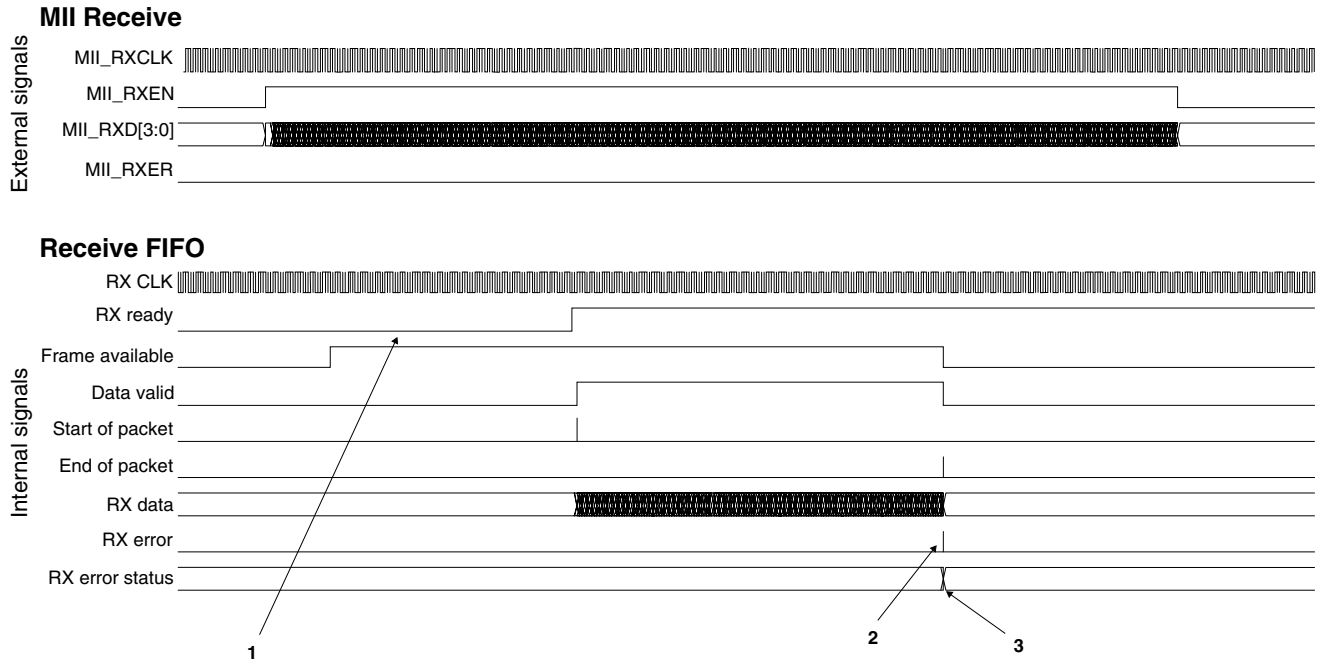 MII Receive
External signals
MII_RXCLK
MII_RXEN
MII_RXD[3:0]
MII_RXER
Receive FIFO
Internal signals
RX CLK
RX ready
Frame available
Data valid
Start of packet
End of packet
RX data
RX error
RX error status
1
2
3